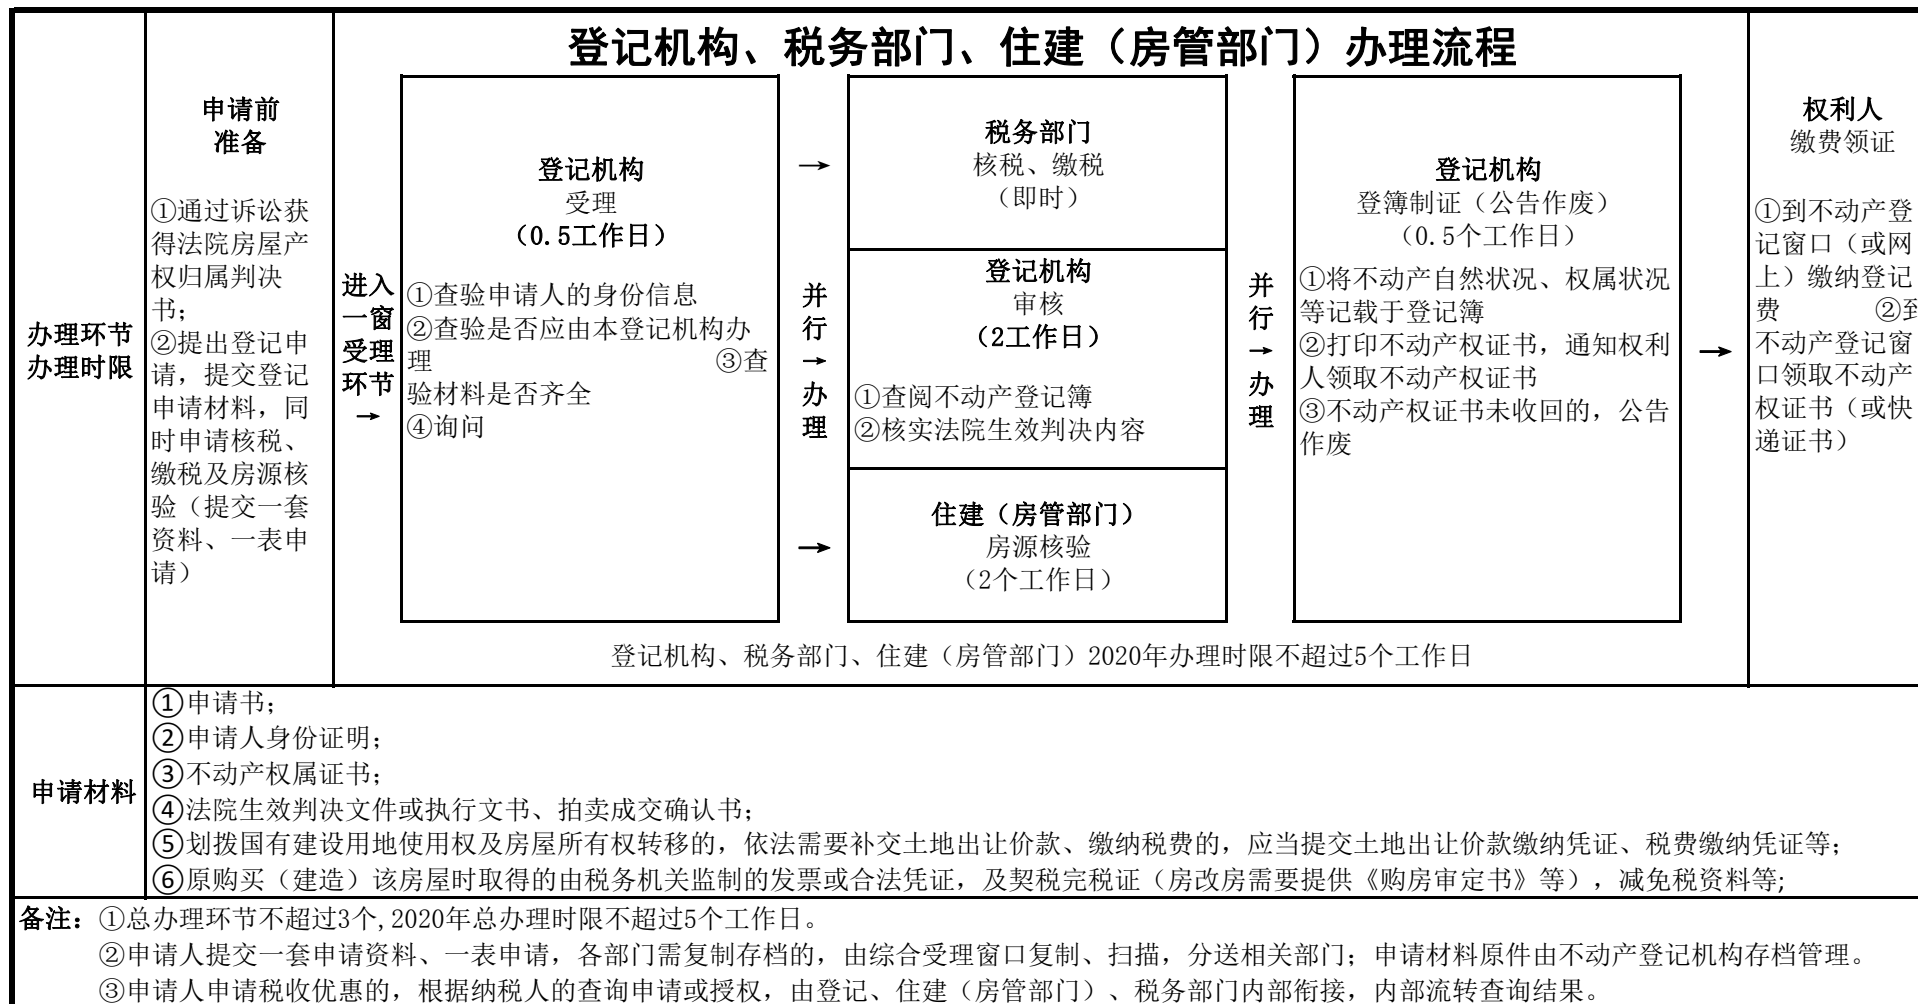 登记机构、税务部门、住建（房管部门）办理流程
办理环节
办理时限
申请前
准备
①通过诉讼获
得法院房屋产
权归属判决
书；
②提出登记申
请，提交登记
申请材料，同
时申请核税、
缴税及房源核
验（提交一套
资料、一表申
请）
进入
一窗
受理
环节
→
登记机构
受理
（0.5工作日）
①查验申请人的身份信息
②查验是否应由本登记机构办
理 ③查
验材料是否齐全
④询问
→
并
行
→
办
理
→
税务部门
核税、缴税
（即时）
登记机构
审核
（2工作日）
①查阅不动产登记簿
②核实法院生效判决内容
住建（房管部门）
房源核验
（2个工作日）
并
行
→
办
理
登记机构
登簿制证（公告作废）
（0.5个工作日）
①将不动产自然状况、权属状况
等记载于登记簿
②打印不动产权证书，通知权利
人领取不动产权证书
③不动产权证书未收回的，公告
作废
→
登记机构、税务部门、住建（房管部门）2020年办理时限不超过5个工作日
权利人
缴费领证
①到不动产登
记窗口（或网
上）缴纳登记
费 ②到
不动产登记窗
口领取不动产
权证书（或快
递证书）
申请材料
①申请书；
②申请人身份证明；
③不动产权属证书；
④法院生效判决文件或执行文书、拍卖成交确认书；
⑤划拨国有建设用地使用权及房屋所有权转移的，依法需要补交土地出让价款、缴纳税费的，应当提交土地出让价款缴纳凭证、税费缴纳凭证等；
⑥原购买（建造）该房屋时取得的由税务机关监制的发票或合法凭证，及契税完税证（房改房需要提供《购房审定书》等），减免税资料等;
备注：①总办理环节不超过3个,2020年总办理时限不超过5个工作日。
②申请人提交一套申请资料、一表申请，各部门需复制存档的，由综合受理窗口复制、扫描，分送相关部门；申请材料原件由不动产登记机构存档管理。
③申请人申请税收优惠的，根据纳税人的查询申请或授权，由登记、住建（房管部门）、税务部门内部衔接，内部流转查询结果。